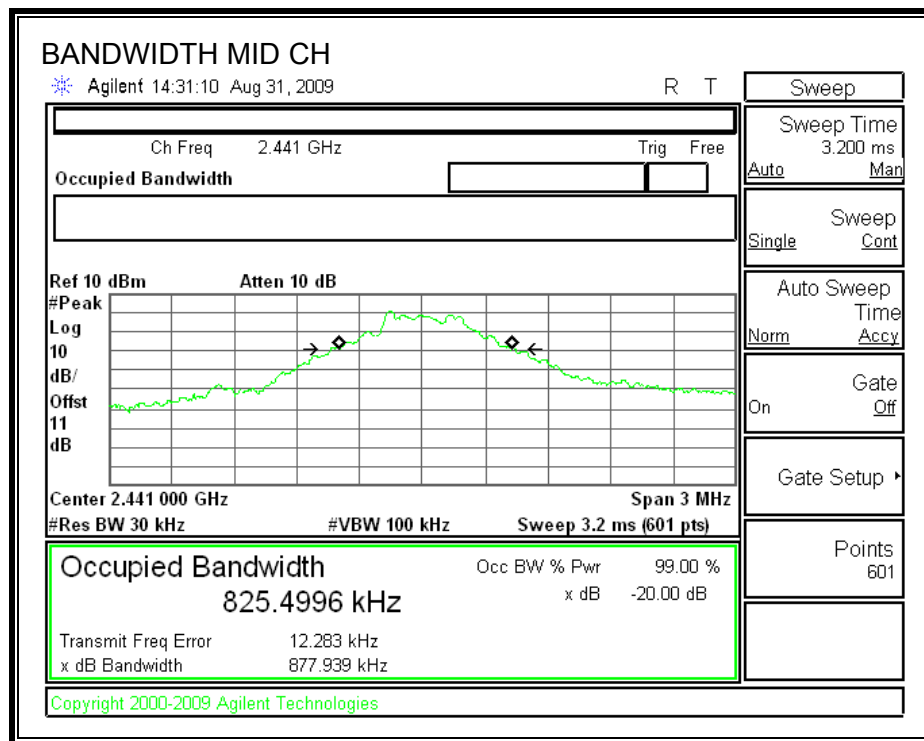 BANDWIDTH MID CH
Agilent 14:31:10 Aug 31, 2009 R T
Ch Freq 2.441 GHz Trig Free
Occupied Bandwidth
Ref 10 dBm Atten 10 dB
#Peak
Log
10
dB/
Offst
11
dB
Center 2.441 000 GHz Span 3 MHz
#Res BW 30 kHz #VBW 100 kHz Sweep 3.2 ms (601 pts)
Occupied Bandwidth Occ BW % Pwr 99.00 %
825.4996 kHz x dB -20.00 dB
Transmit Freq Error 12.283 kHz
x dB Bandwidth 877.939 kHz
Copyright 2000-2009 Agilent Technologies
Sweep
Sweep Time
3.200 ms
Auto Man
Sweep
Single Cont
Auto Sweep
Time
Norm Accy
Gate
On Off
Gate Setup
Points
601